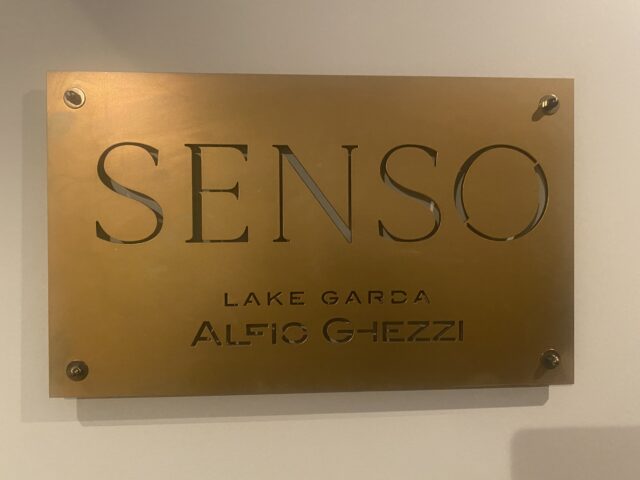 SENSO
LAKE GARDA
ALFIO GHEZZI